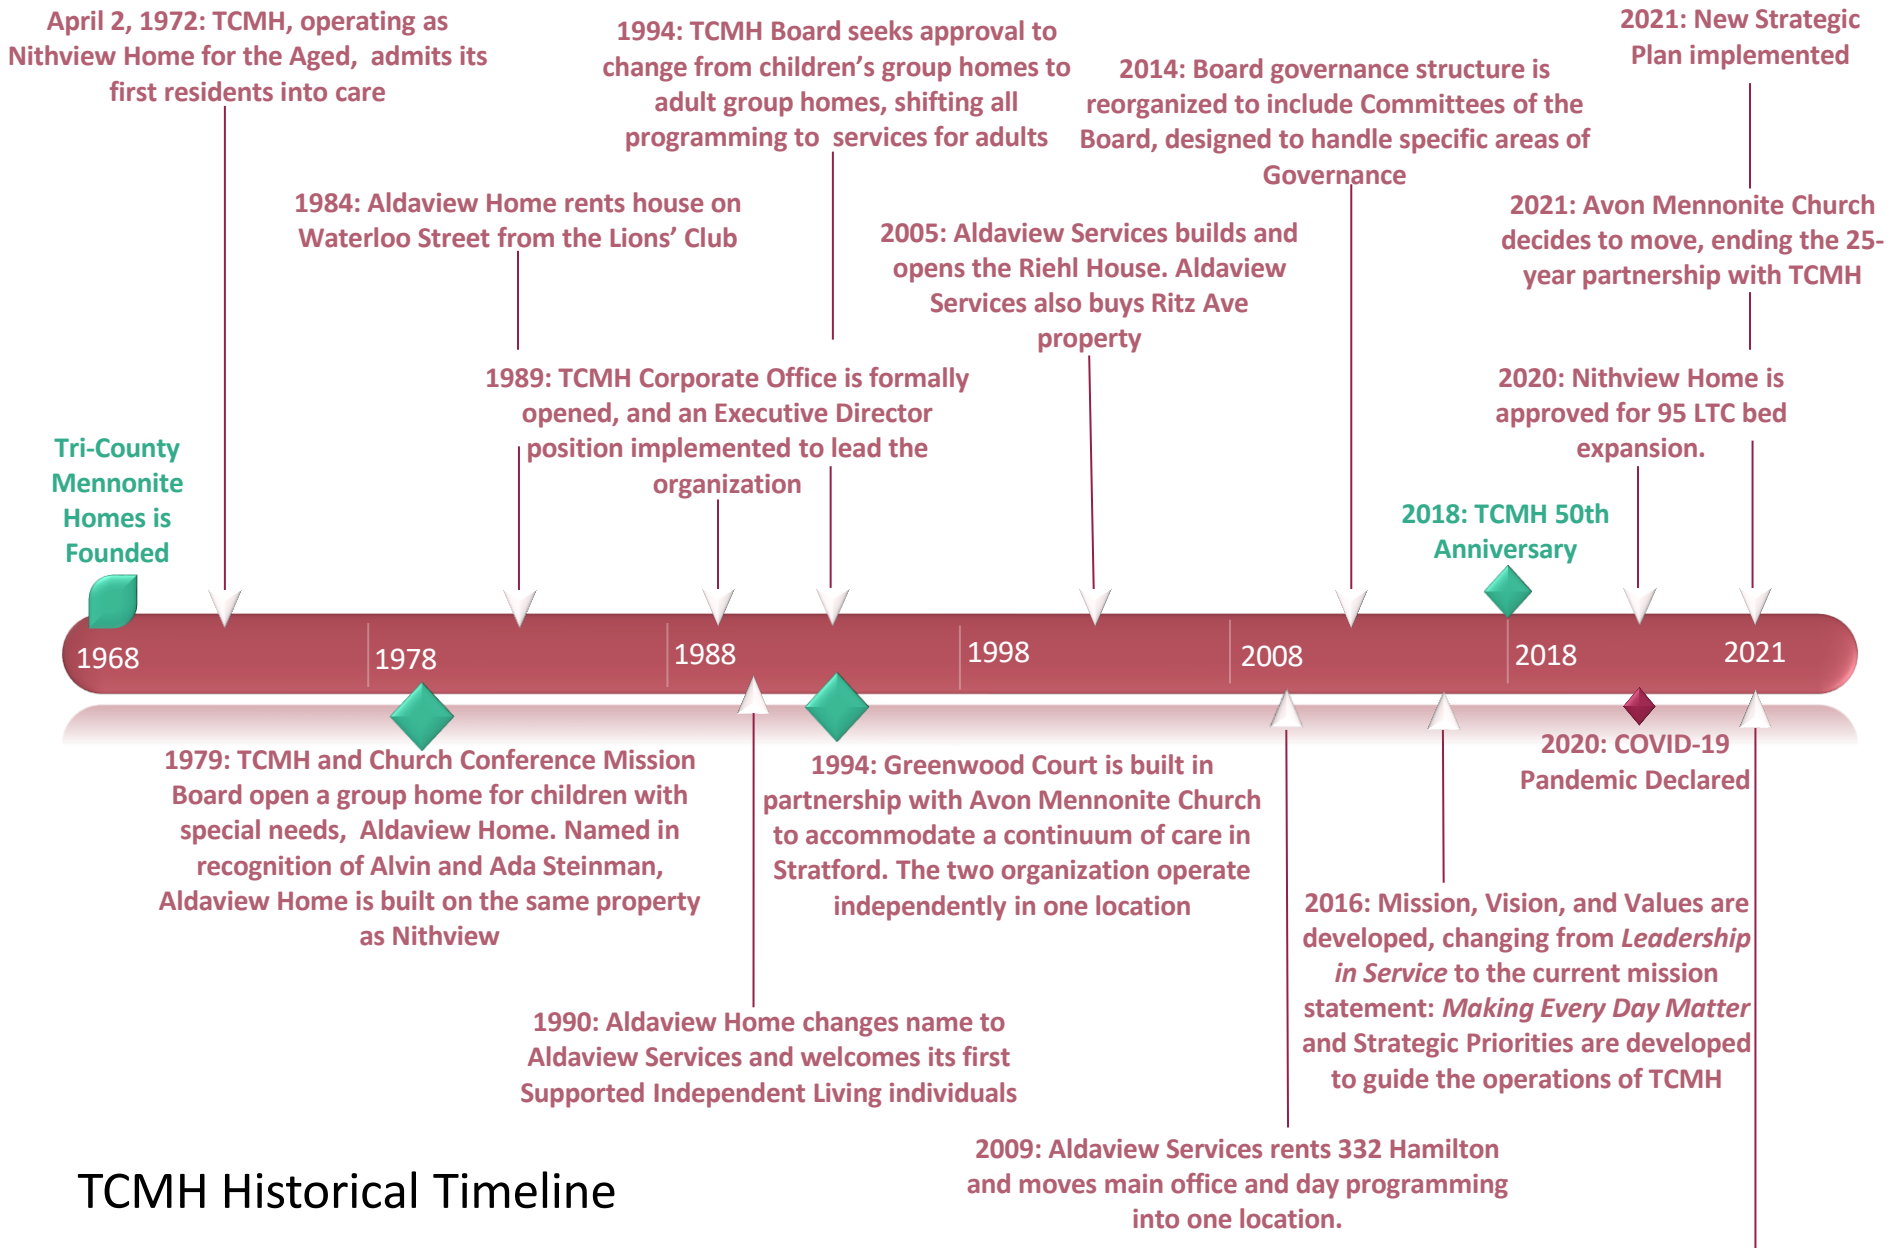 April 2, 1972: TCMH, operating as
Nithview Home for the Aged,  admits its
first residents into care
1994: TCMH Board seeks approval to
change from children’s group homes to
adult group homes, shifting all
programming to  services for adults
2014: Board governance structure is
reorganized to include Committees of the
Board, designed to handle specific areas of
Governance
2021: New Strategic
Plan implemented
1984: Aldaview Home rents house on
Waterloo Street from the Lions’ Club
2005: Aldaview Services builds and
opens the Riehl House. Aldaview
Services also buys Ritz Ave
property
2021: Avon Mennonite Church
decides to move, ending the 25-
year partnership with TCMH
1989: TCMH Corporate Office is formally
opened, and an Executive Director
position implemented to lead the
organization
2020: Nithview Home is
approved for 95 LTC bed
expansion.
Tri-County
Mennonite
Homes is
Founded
2018: TCMH 50th
Anniversary
1968
1978
1988
1998
2008
2018
2021
1979: TCMH and Church Conference Mission
Board open a group home for children with
special needs,  Aldaview Home. Named in
recognition of Alvin and Ada Steinman,
Aldaview Home is built on the same property
as Nithview
1994: Greenwood Court is built in
partnership with Avon Mennonite Church
to accommodate a continuum of care in
Stratford. The two organization operate
independently in one location
2020: COVID-19
Pandemic Declared
2016: Mission, Vision, and Values are
developed, changing from Leadership
in Service to the current mission
statement: Making Every Day Matter
and Strategic Priorities are developed
to guide the operations of TCMH
1990: Aldaview Home changes name to
Aldaview Services and welcomes its first
Supported Independent Living individuals
2009: Aldaview Services rents 332 Hamilton
and moves main office and day programming
into one location.
TCMH Historical Timeline